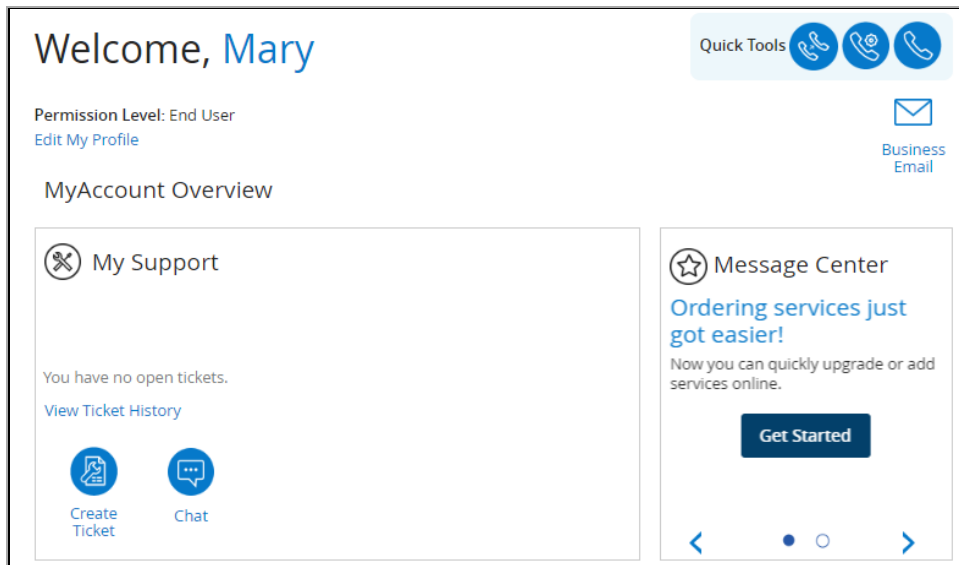 Welcome, Mary
Quick Tools
Permission Level: End User
Edit My Profile
Business
Email
MyAccount Overview
My Support
You have no open tickets.
View Ticket History
Create
Ticket
Chat
Message Center
Ordering services just
got easier!
Now you can quickly upgrade or add
services online.
Get Started